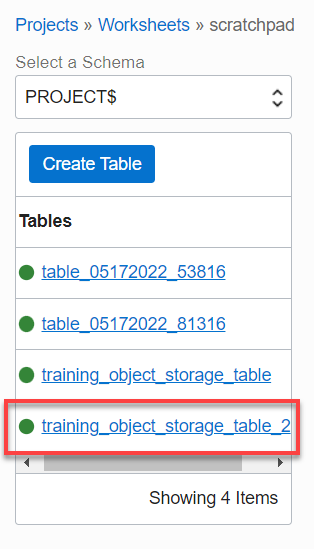 Projects » Worksheets » scratchpad
Select a Schema
PROJECT$
Create Table
Tables
table_05172022_53816
table_05172022_81316
training_object_storage_table
training_object_storage_table_2
Showing 4 Items